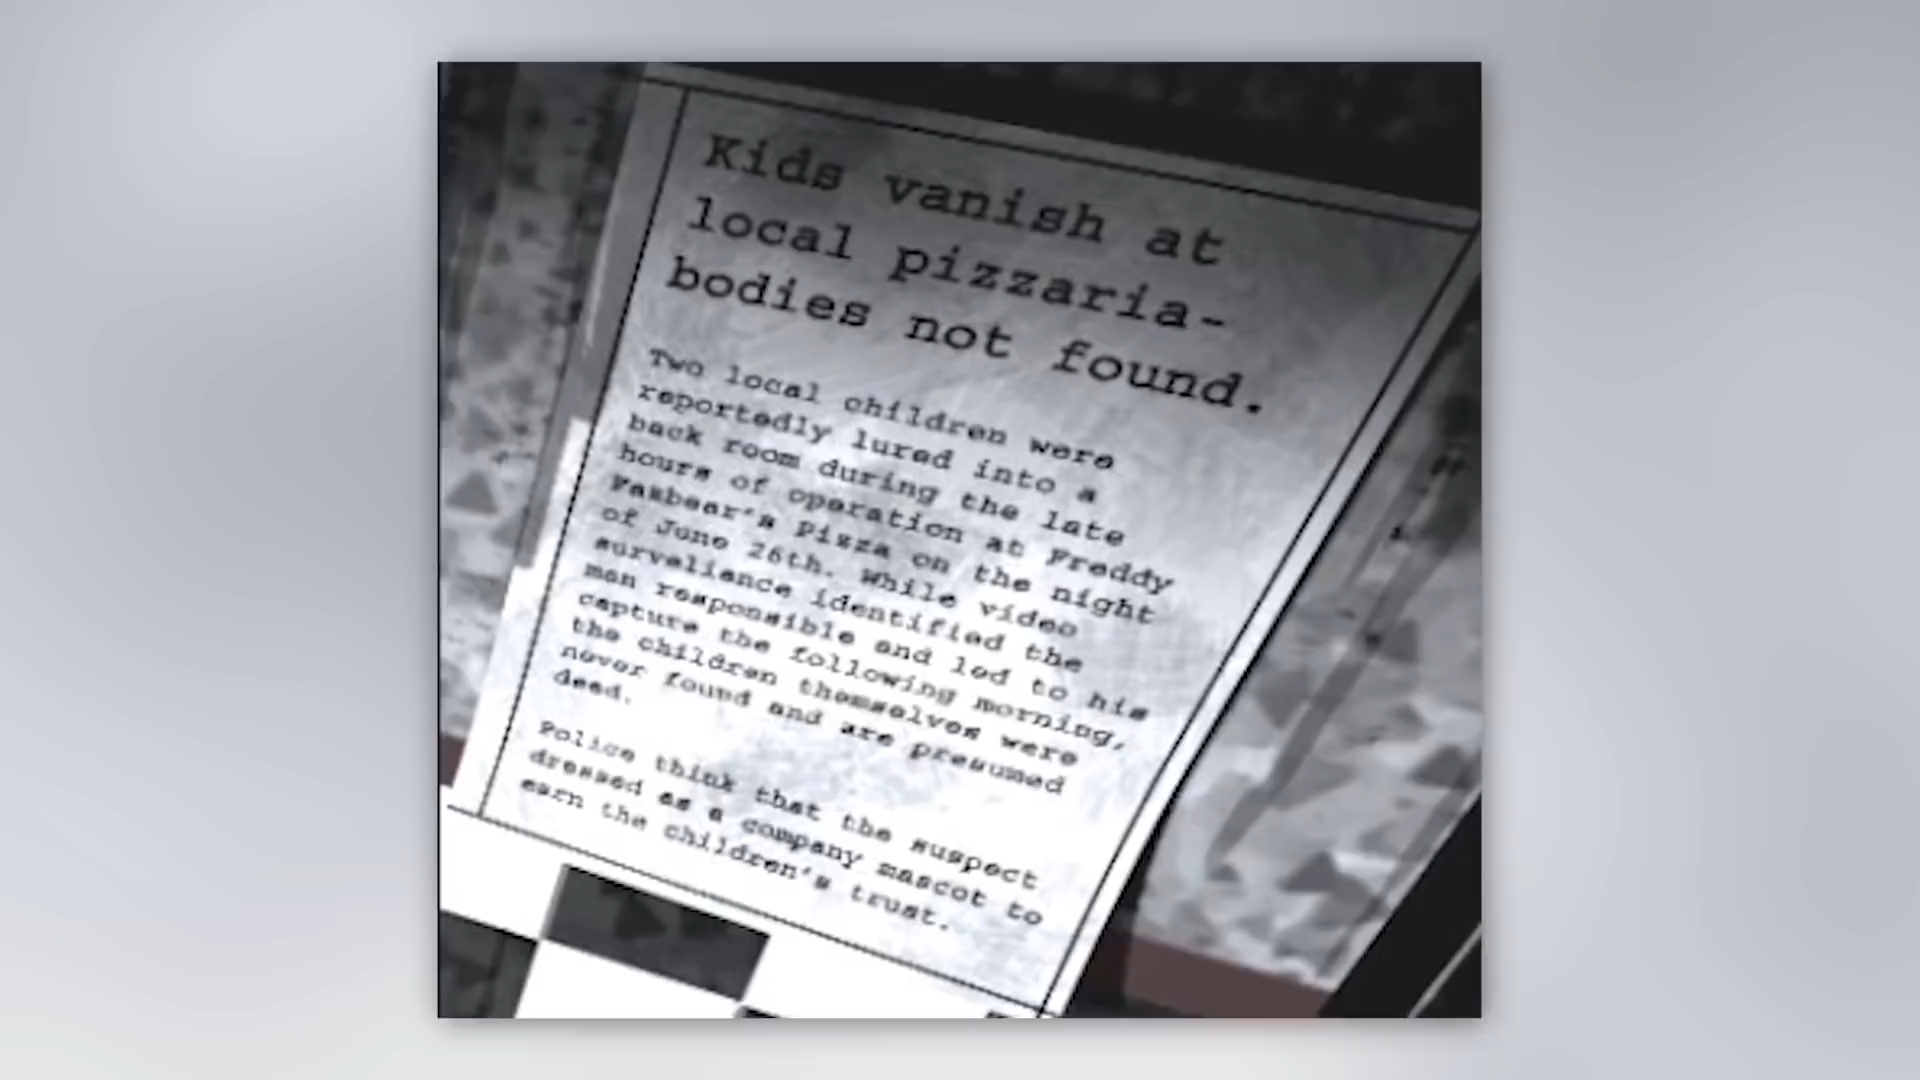 Kids vanish at
local pizzaria-
bodies not found.
Two local children were
reportedly lured into a
back room during the late
hours of operation at Freddy
Fazbear's Pizza on the night
of June 26th. While video
survaliance identified the
man responsible and led to his
capture the following morning,
the children themselves were
never found and are presumed
dead.
Police think that the suspect
dressed as a company mascot to
earn the children's trust.